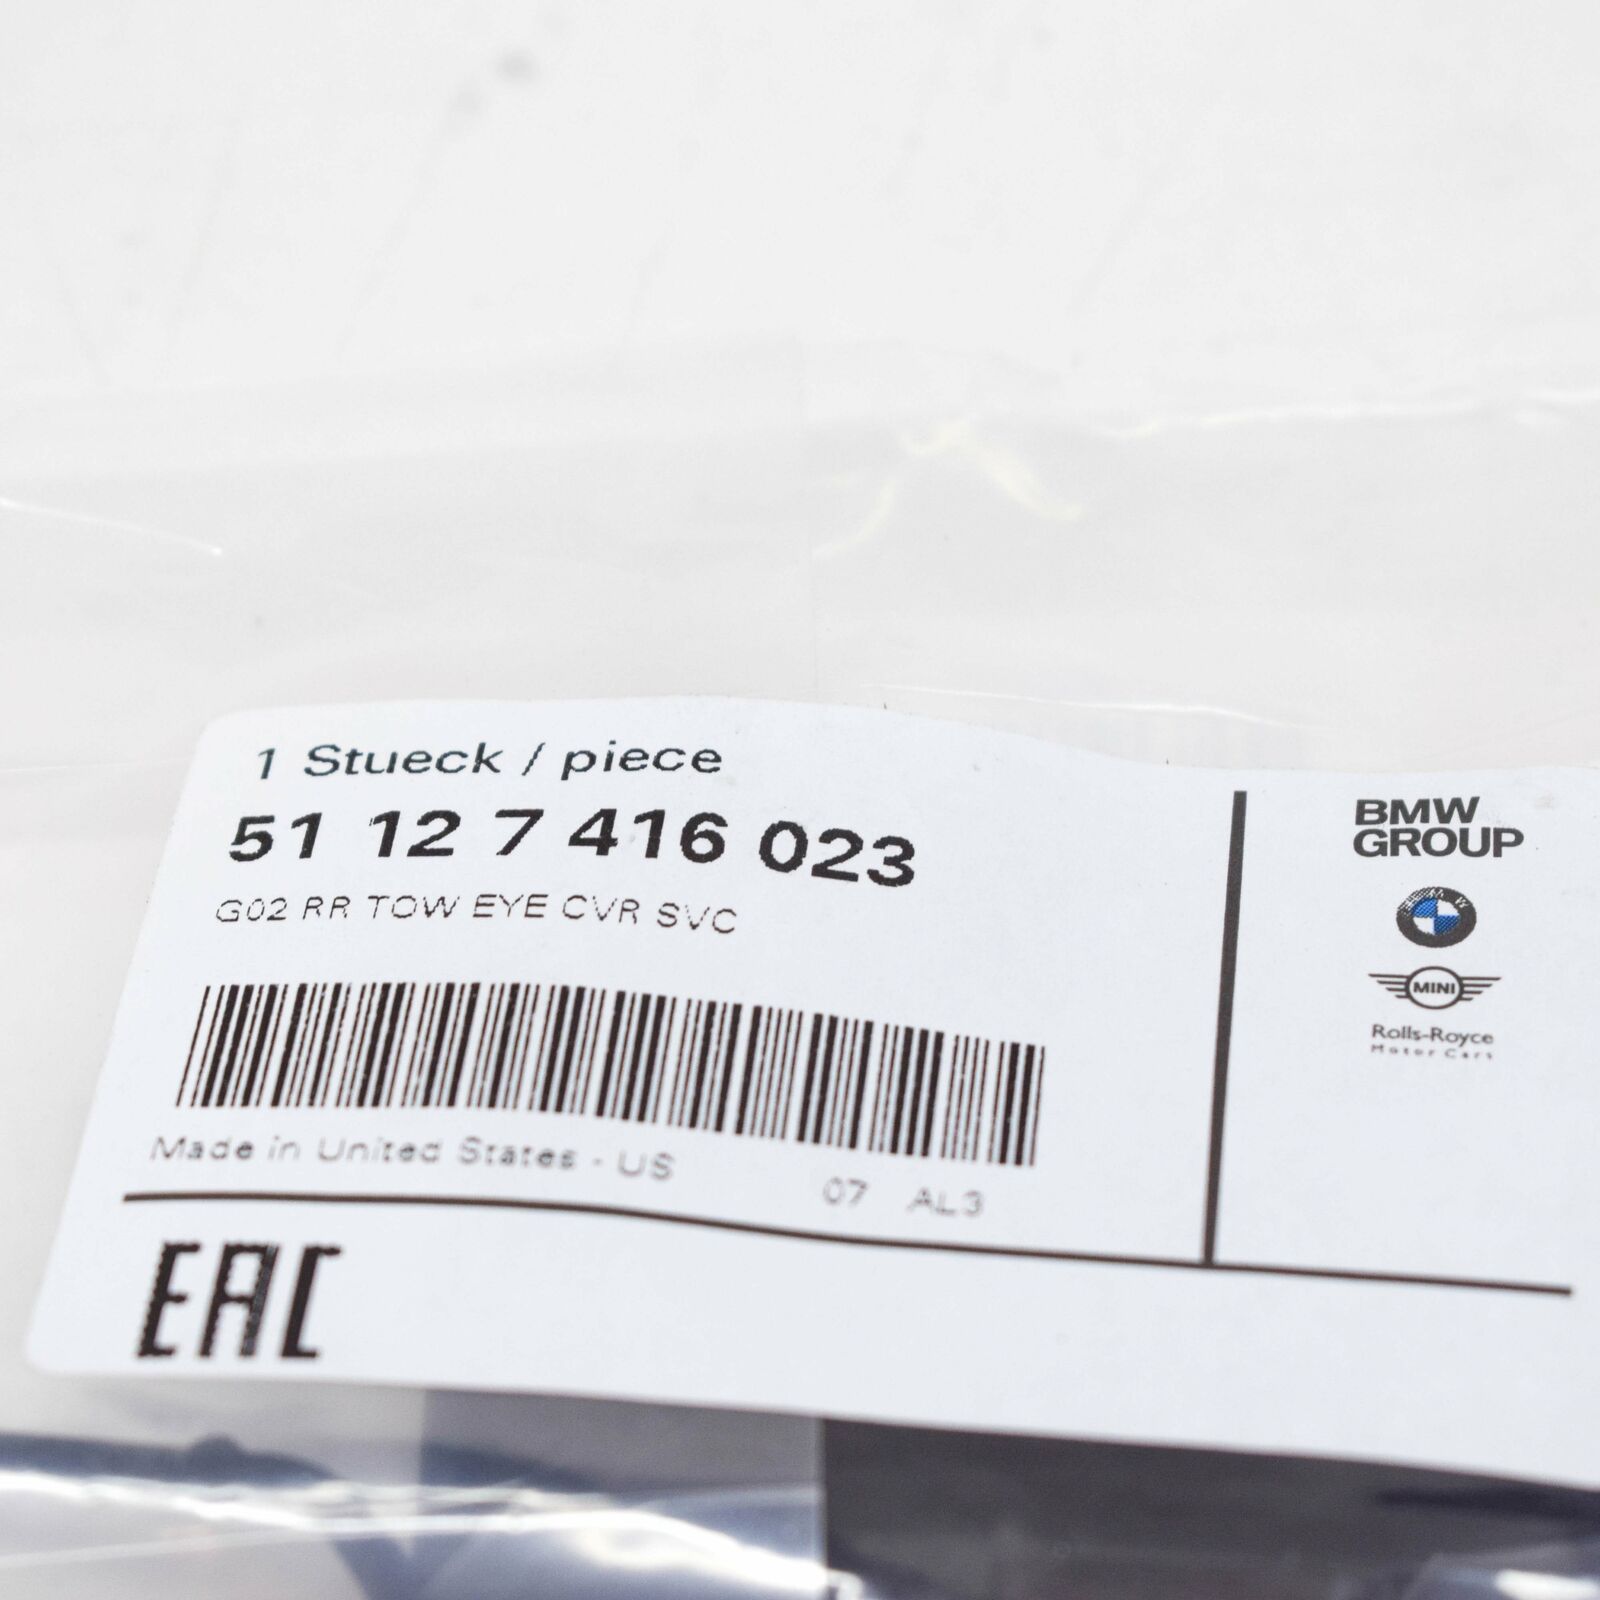 1 Stueck / piece
51 12 7 416 023
G02 RR TOW EYE CVR SVC
Made in United States - US
07 AL3
EAC
BMW
GROUP
BMW
MINI
Rolls-Royce
Motor Cars